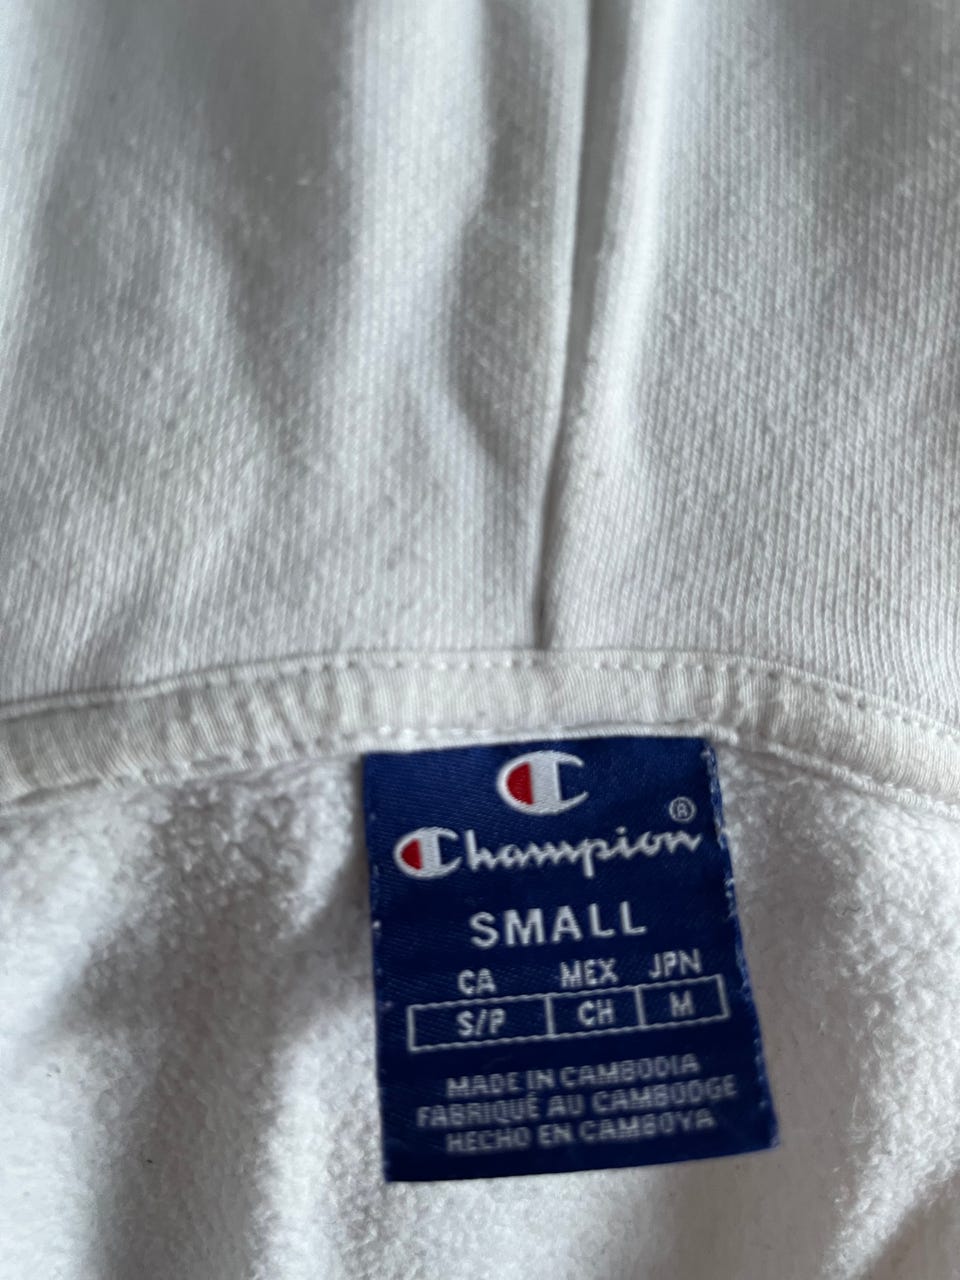 Champion®
SMALL
CA MEX JPN
S/P CH M
MADE IN CAMBODIA
FABRIQUÉ AU CAMBODGE
HECHO EN CAMBOYA